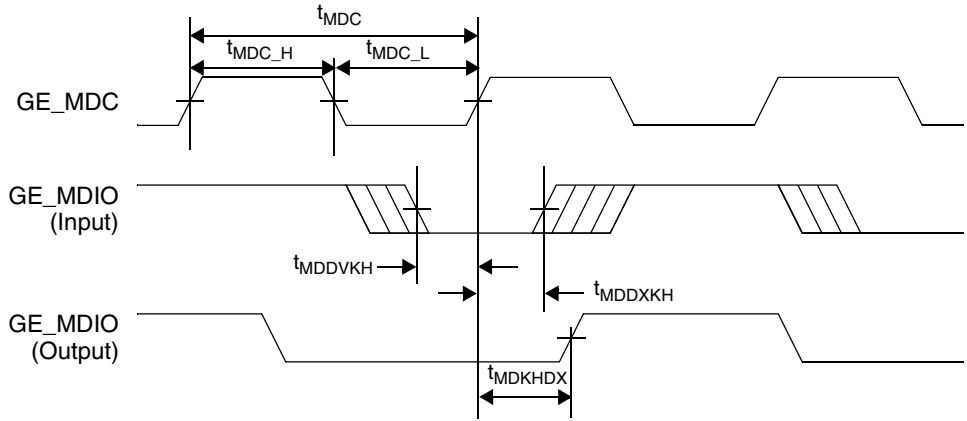 tMDC
tMDC_H
tMDC_L
GE_MDC
GE_MDIO
(Input)
tMDDVKH
tMDDXKH
GE_MDIO
(Output)
tMDKHDX